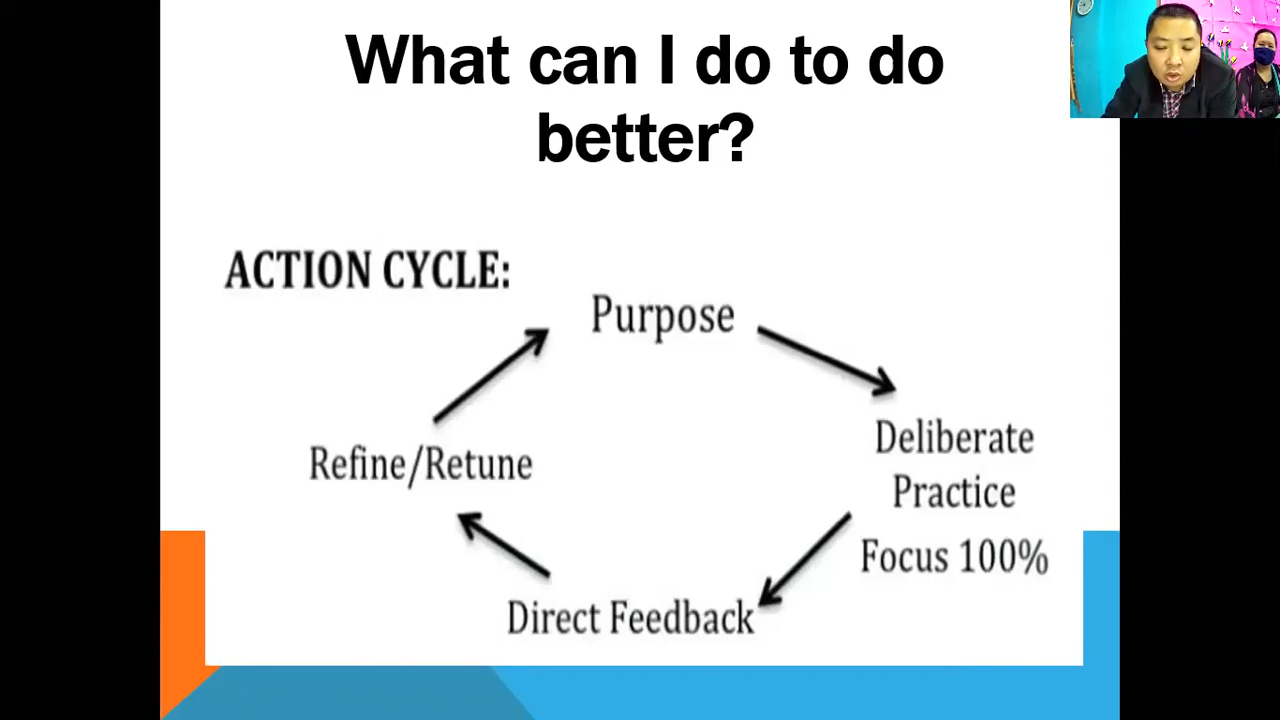 What can I do to do
better?
ACTION CYCLE:
Purpose
Deliberate
Practice
Focus 100%
Direct Feedback
Refine/Retune